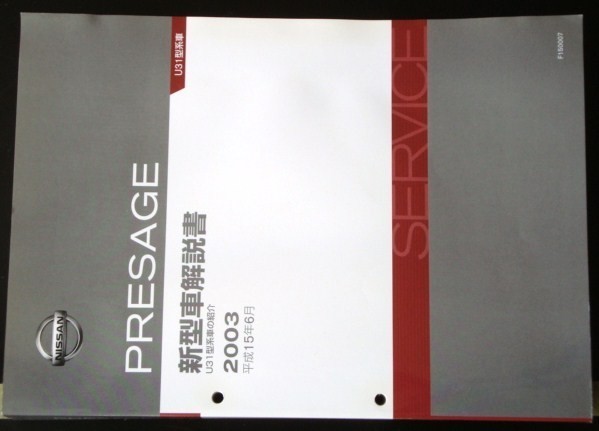 NISSAN
PRESAGE
U31型系車
新型車解説書
U31型系車の紹介
2003
平成15年6月
SERVICE
F150007